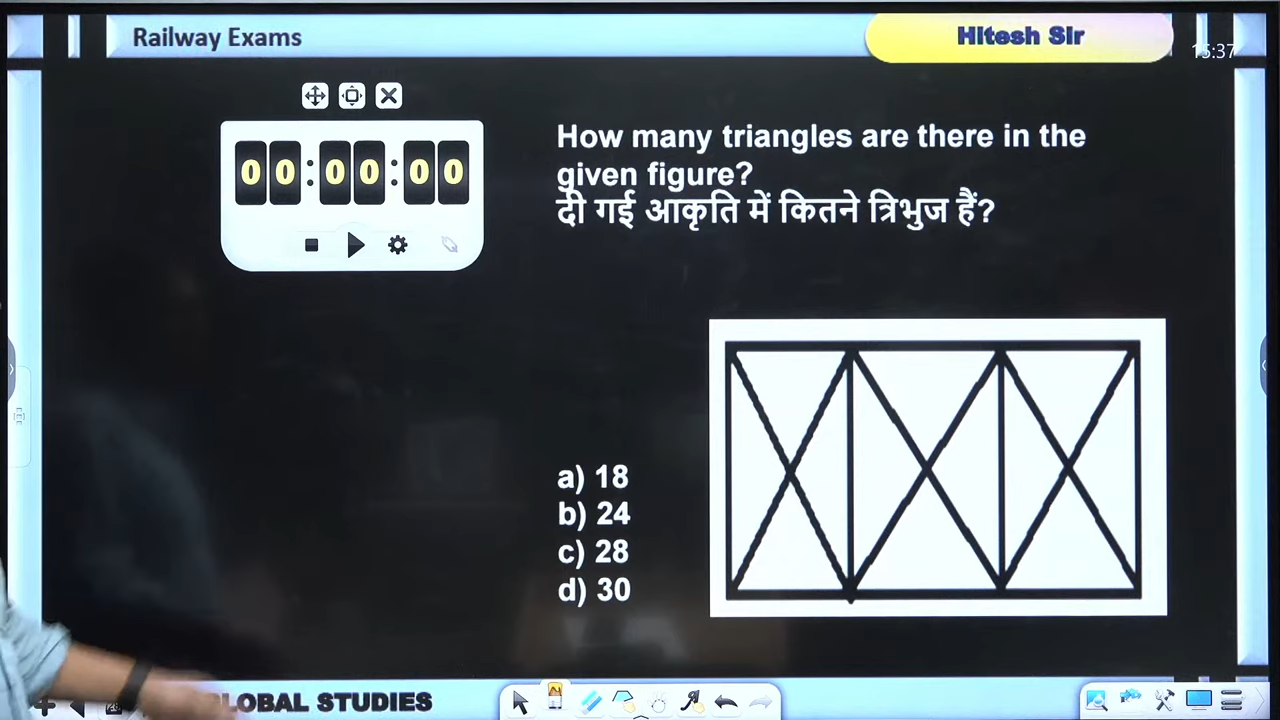 Railway Exams
Hitesh Sir
15:37
00:00:00
How many triangles are there in the
given figure?
दी गई आकृति में कितने त्रिभुज हैं?
a) 18
b) 24
c) 28
d) 30
GLOBAL STUDIES